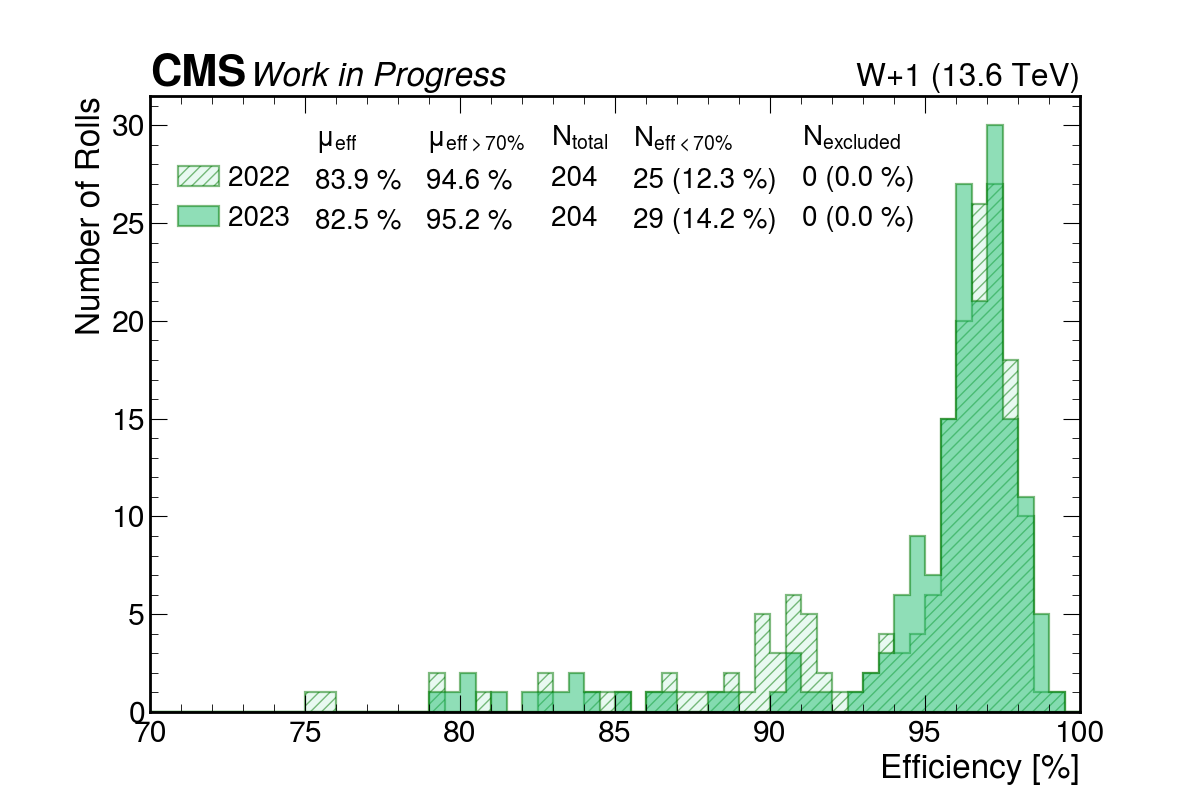 CMS Work in Progress W+1 (13.6 TeV)
Number of Rolls
μeff μeff > 70% Ntotal Neff < 70% Nexcluded
2022 83.9 % 94.6 % 204 25 (12.3 %) 0 (0.0 %)
2023 82.5 % 95.2 % 204 29 (14.2 %) 0 (0.0 %)
30
25
20
15
10
5
0
70 75 80 85 90 95 100
Efficiency [%]